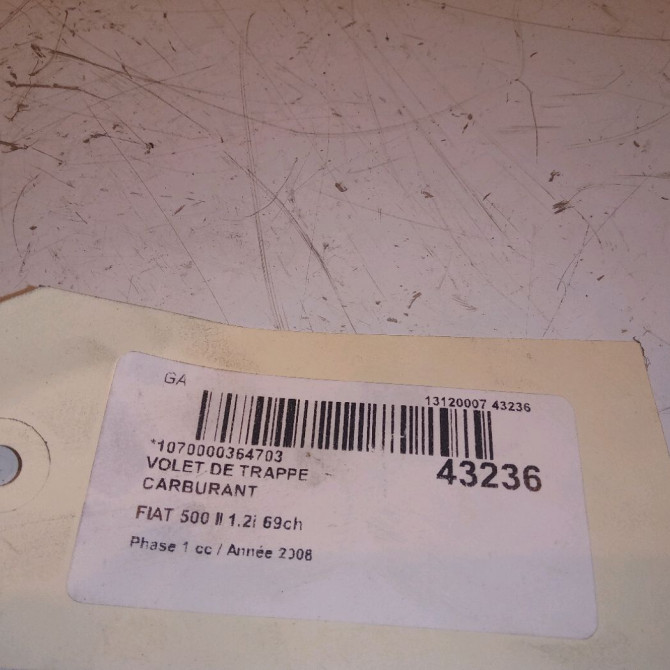 GA
13120007 43236
*1070000364703
43236
VOLET DE TRAPPE
CARBURANT
FIAT 500 II 1.2i 69ch
Phase 1 cc / Année 2008